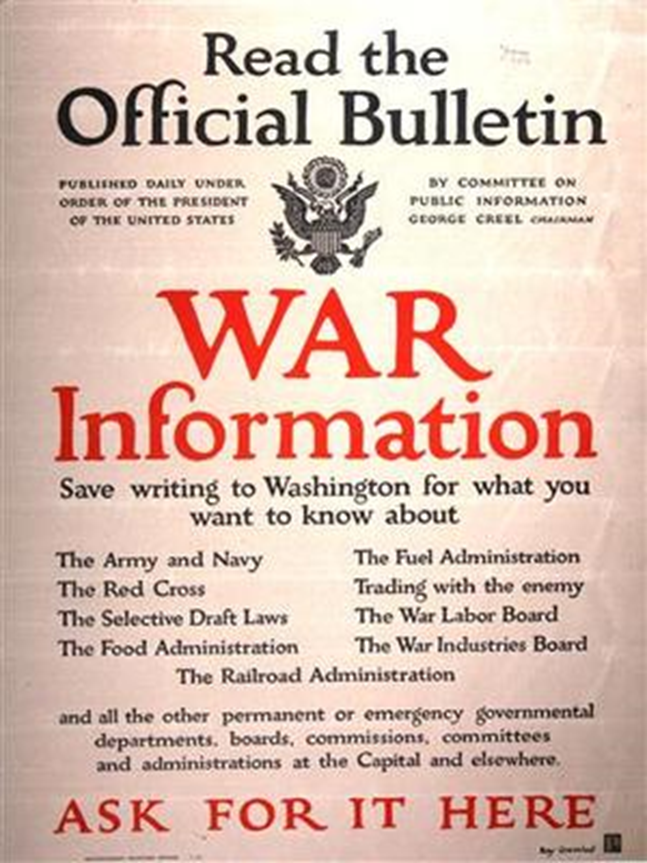 Read the
Official Bulletin
PUBLISHED DAILY UNDER
ORDER OF THE PRESIDENT
OF THE UNITED STATES
BY COMMITTEE ON
PUBLIC INFORMATION
GEORGE CREEL CHAIRMAN
WAR
Information
Save writing to Washington for what you
want to know about
The Army and Navy
The Red Cross
The Selective Draft Laws
The Food Administration
The Fuel Administration
Trading with the enemy
The War Labor Board
The War Industries Board
The Railroad Administration
and all the other permanent or emergency governmental
departments, boards, commissions, committees
and administrations at the Capital and elsewhere.
ASK FOR IT HERE